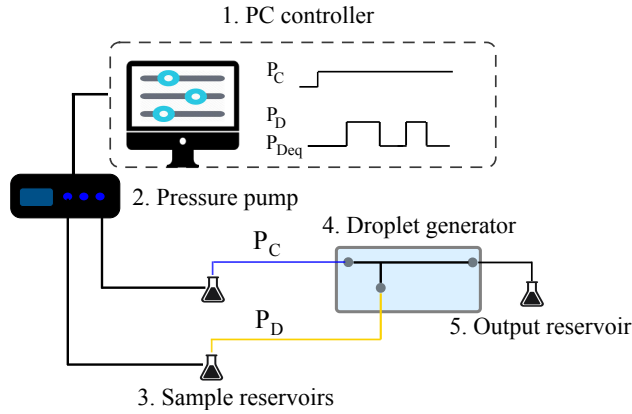 1. PC controller
P_C
P_D
P_Deq
2. Pressure pump
4. Droplet generator
P_C
P_D
5. Output reservoir
3. Sample reservoirs